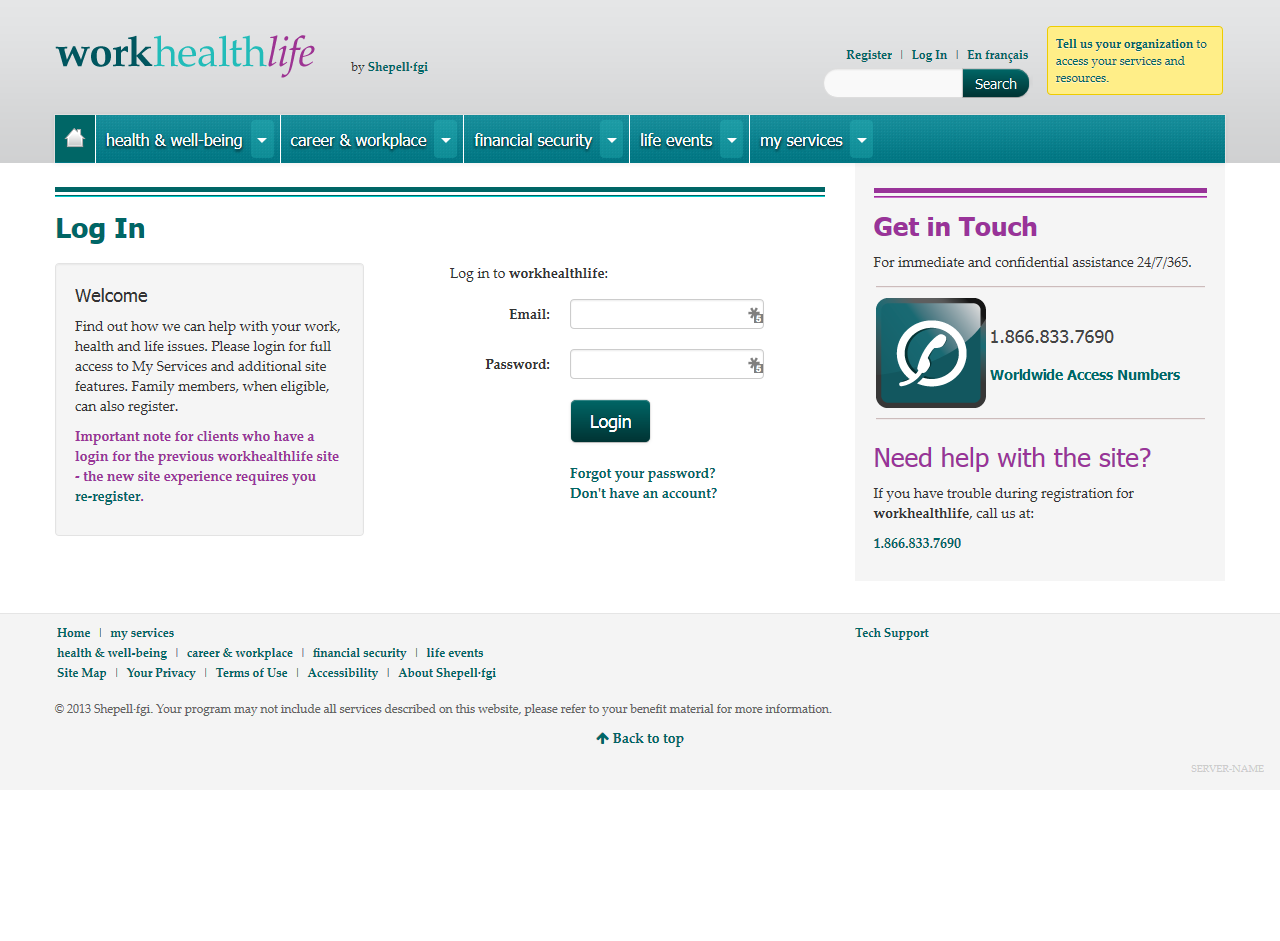 workhealthlife
by Shepell·fgi
Register | Log In | En français
Search
Tell us your organization to
access your services and
resources.
health & well-being
career & workplace
financial security
life events
my services
Log In
Welcome
Find out how we can help with your work,
health and life issues. Please login for full
access to My Services and additional site
features. Family members, when eligible,
can also register.
Important note for clients who have a
login for the previous workhealthlife site
- the new site experience requires you
re-register.
Log in to workhealthlife:
Email:
5
Password:
5
Login
Forgot your password?
Don't have an account?
Get in Touch
For immediate and confidential assistance 24/7/365.
1.866.833.7690
Worldwide Access Numbers
Need help with the site?
If you have trouble during registration for
workhealthlife, call us at:
1.866.833.7690
Home | my services
health & well-being | career & workplace | financial security | life events
Site Map | Your Privacy | Terms of Use | Accessibility | About Shepell·fgi
Tech Support
© 2013 Shepell·fgi. Your program may not include all services described on this website, please refer to your benefit material for more information.
Back to top
SERVER-NAME